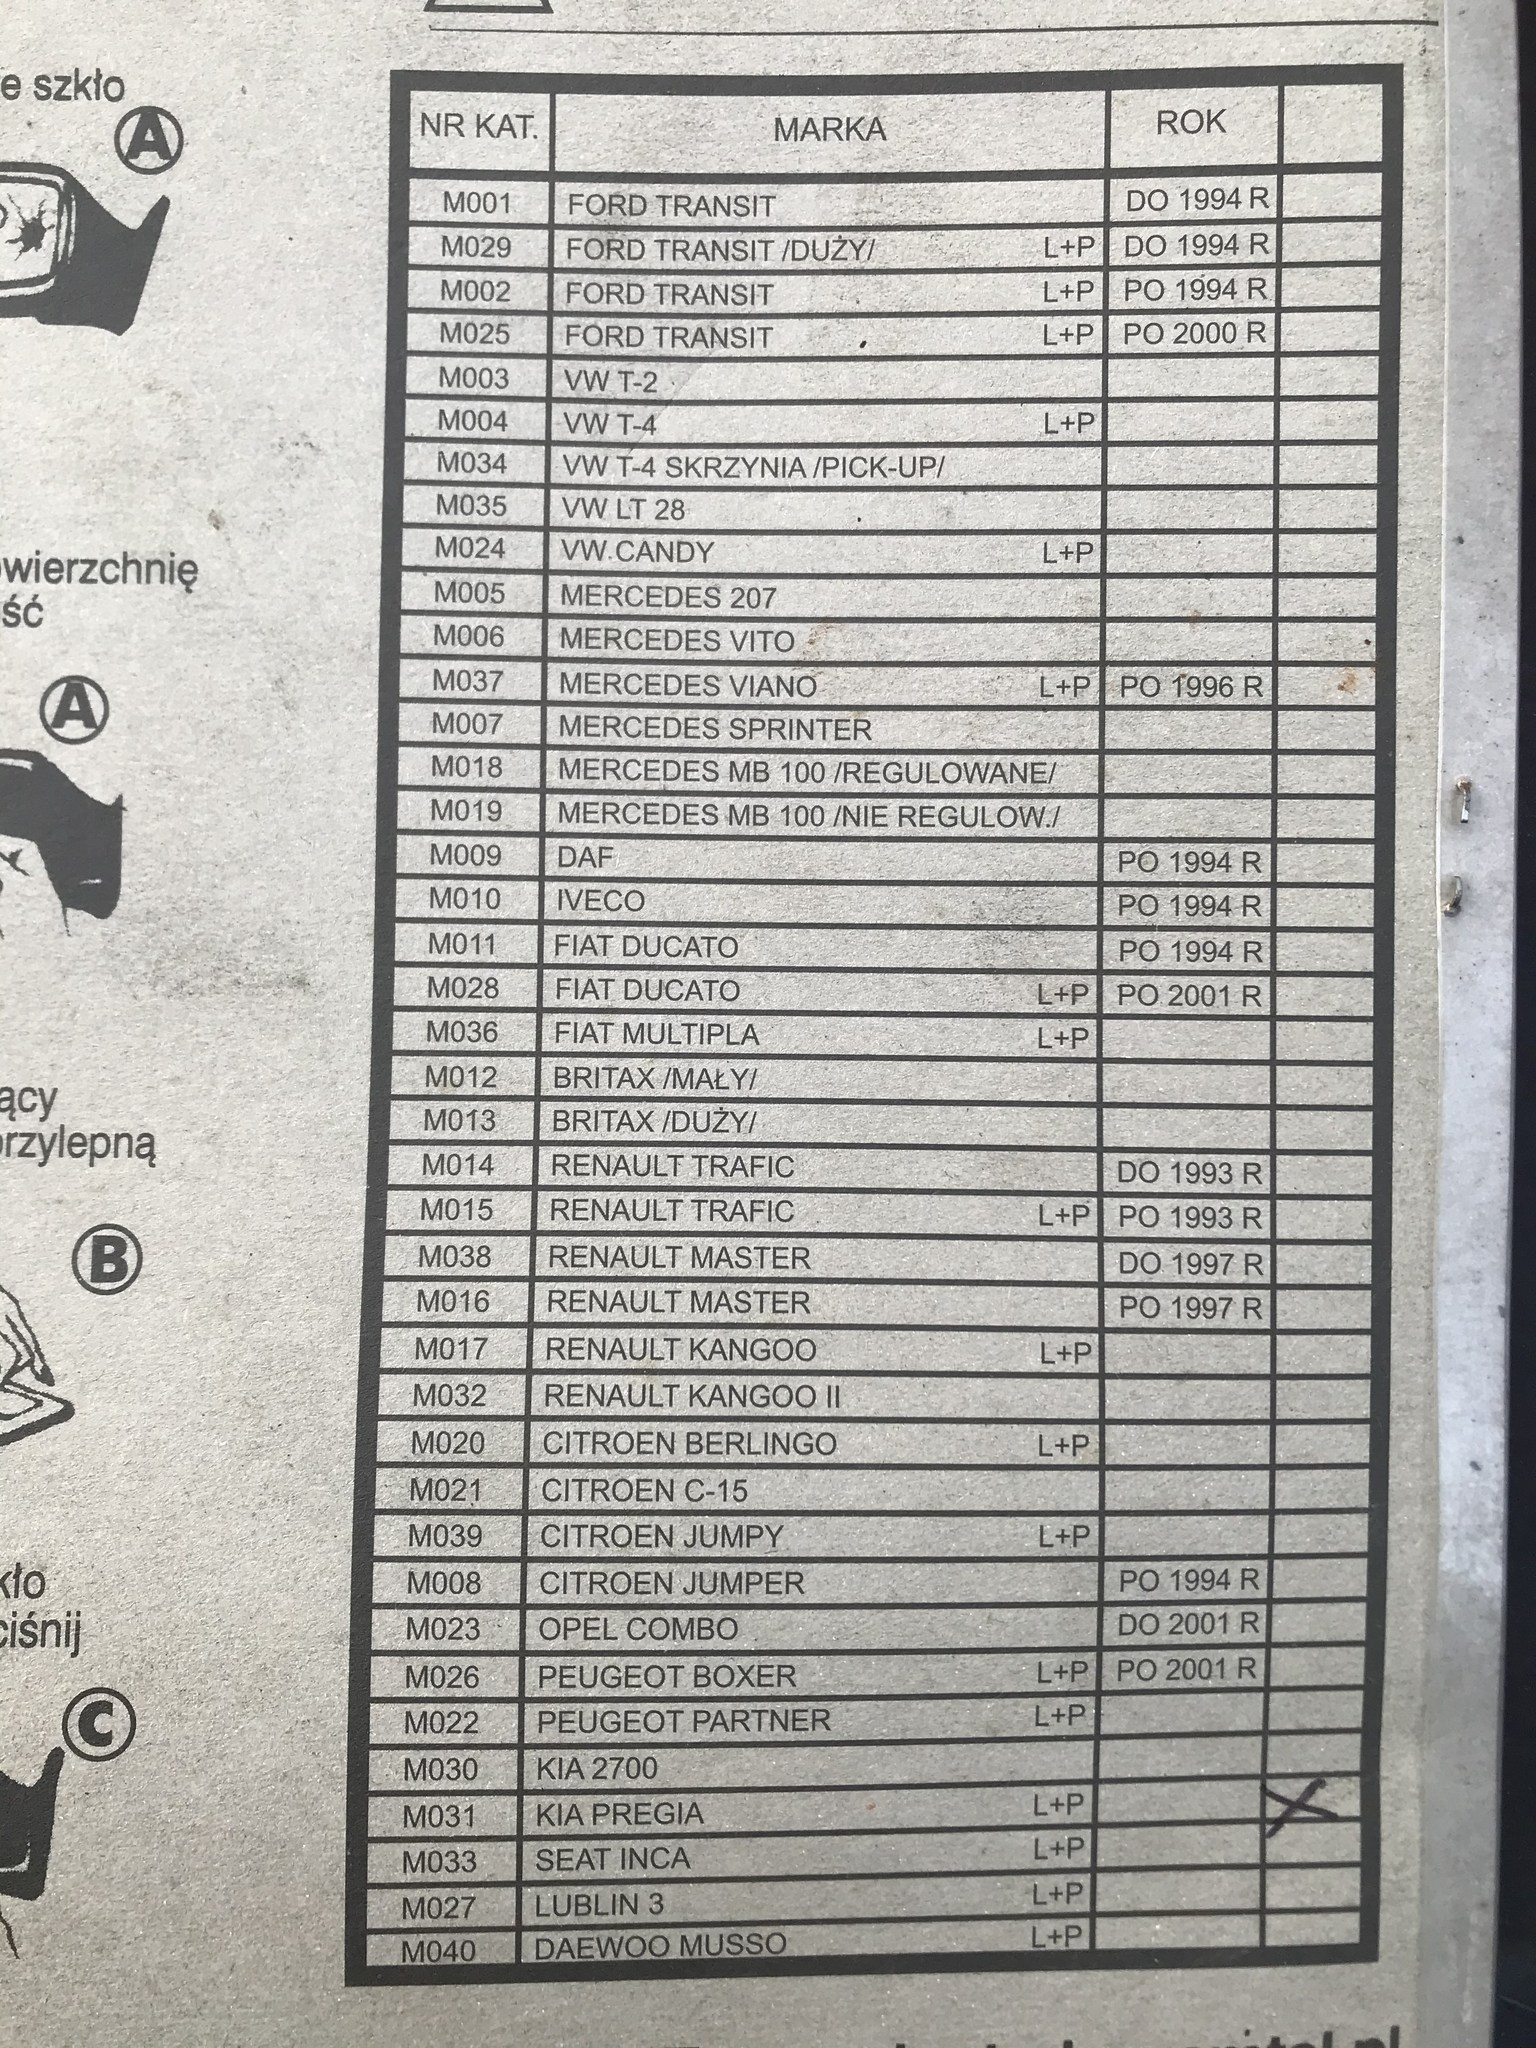 e szkło
A
wierzchnię
ść
A
ący
rzylepną
B
kło
ciśnij
C
NR KAT. MARKA ROK
M001 FORD TRANSIT DO 1994 R
M029 FORD TRANSIT /DUŻY/ L+P DO 1994 R
M002 FORD TRANSIT L+P PO 1994 R
M025 FORD TRANSIT L+P PO 2000 R
M003 VW T-2
M004 VW T-4 L+P
M034 VW T-4 SKRZYNIA /PICK-UP/
M035 VW LT 28
M024 VW CANDY L+P
M005 MERCEDES 207
M006 MERCEDES VITO
M037 MERCEDES VIANO L+P PO 1996 R
M007 MERCEDES SPRINTER
M018 MERCEDES MB 100 /REGULOWANE/
M019 MERCEDES MB 100 /NIE REGULOW./
M009 DAF PO 1994 R
M010 IVECO PO 1994 R
M011 FIAT DUCATO PO 1994 R
M028 FIAT DUCATO L+P PO 2001 R
M036 FIAT MULTIPLA L+P
M012 BRITAX /MAŁY/
M013 BRITAX /DUŻY/
M014 RENAULT TRAFIC DO 1993 R
M015 RENAULT TRAFIC L+P PO 1993 R
M038 RENAULT MASTER DO 1997 R
M016 RENAULT MASTER PO 1997 R
M017 RENAULT KANGOO L+P
M032 RENAULT KANGOO II
M020 CITROEN BERLINGO L+P
M021 CITROEN C-15
M039 CITROEN JUMPY L+P
M008 CITROEN JUMPER PO 1994 R
M023 OPEL COMBO DO 2001 R
M026 PEUGEOT BOXER L+P PO 2001 R
M022 PEUGEOT PARTNER L+P
M030 KIA 2700
M031 KIA PREGIA L+P X
M033 SEAT INCA L+P
M027 LUBLIN 3 L+P
M040 DAEWOO MUSSO L+P